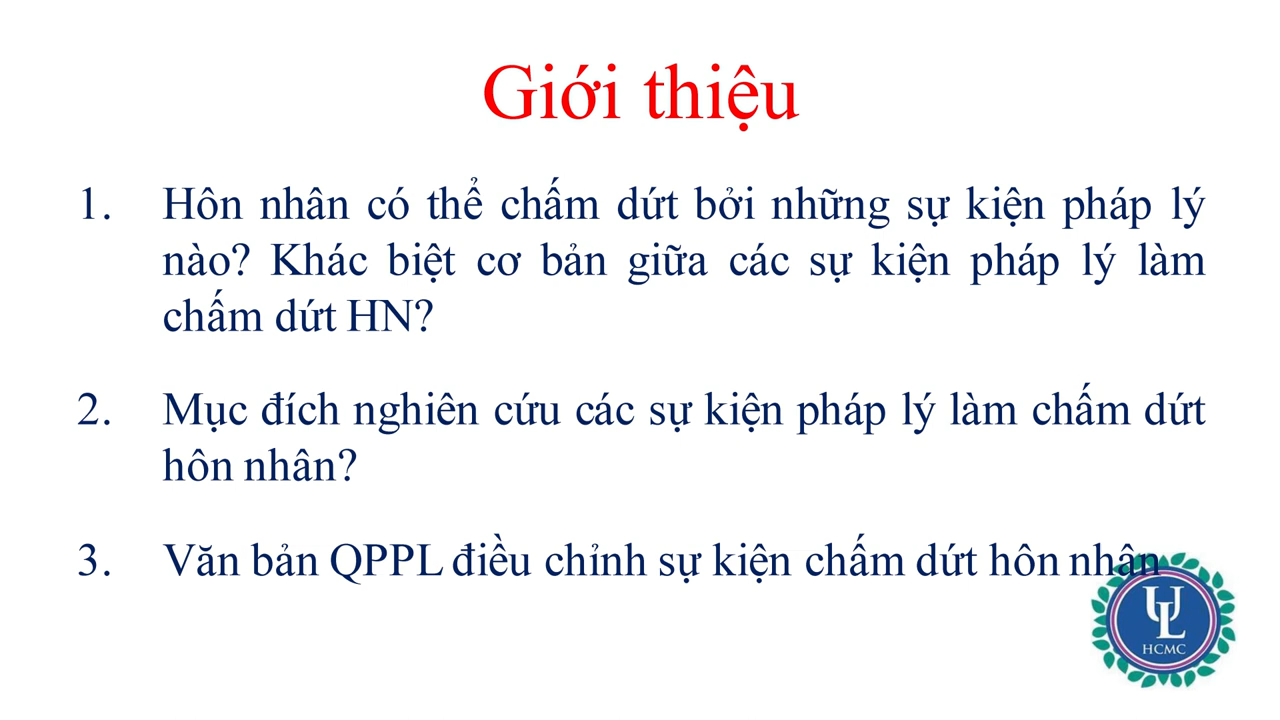 Giới thiệu
1. Hôn nhân có thể chấm dứt bởi những sự kiện pháp lý
nào? Khác biệt cơ bản giữa các sự kiện pháp lý làm
chấm dứt HN?
2. Mục đích nghiên cứu các sự kiện pháp lý làm chấm dứt
hôn nhân?
3. Văn bản QPPL điều chỉnh sự kiện chấm dứt hôn nhân
UL
HCMC